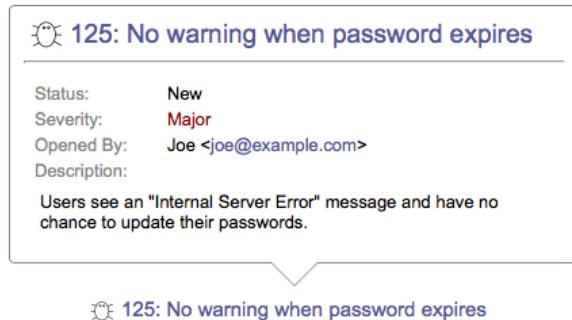 125: No warning when password expires
Status: New
Severity: Major
Opened By: Joe <joe@example.com>
Description:
Users see an "Internal Server Error" message and have no
chance to update their passwords.
125: No warning when password expires